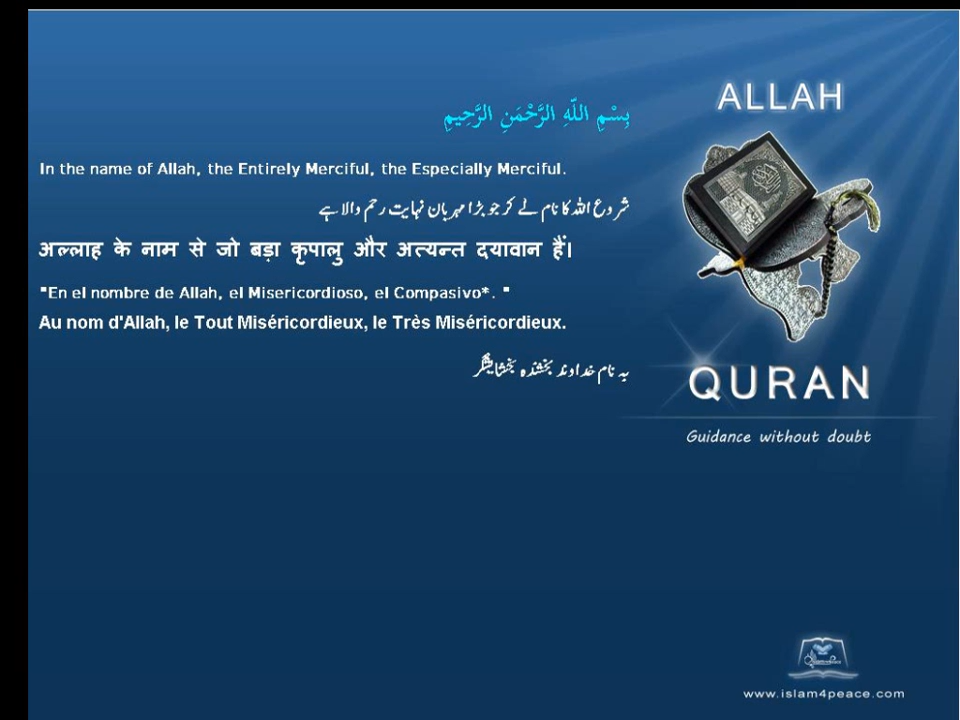 بِسْمِ اللَّهِ الرَّحْمَنِ الرَّحِيمِ
In the name of Allah, the Entirely Merciful, the Especially Merciful.
شروع الله کا نام لے کر جو بڑا مہربان نہایت رحم والا ہے
अल्लाह के नाम से जो बड़ा कृपालु और अत्यन्त दयावान हैं।
"En el nombre de Allah, el Misericordioso, el Compasivo*. "
Au nom d'Allah, le Tout Miséricordieux, le Très Miséricordieux.
به نام خداوند بخشنده بخشایشگر
ALLAH
QURAN
Guidance without doubt
www.islam4peace.com